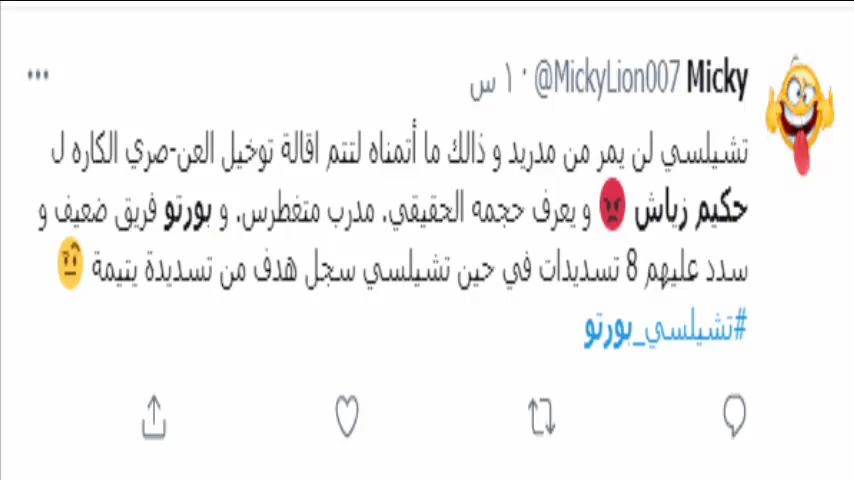 Micky @MickyLion007 · ١٠ س
تشيلسي لن يمر من مدريد و ذالك ما أتمناه لتتم اقالة توخيل العن-صري الكاره ل
حكيم زياش 😡 و يعرف حجمه الحقيقي. مدرب متغطرس. و بورتو فريق ضعيف و
سدد عليهم 8 تسديدات في حين تشيلسي سجل هدف من تسديدة يتيمة 🤨
#تشيلسي_بورتو